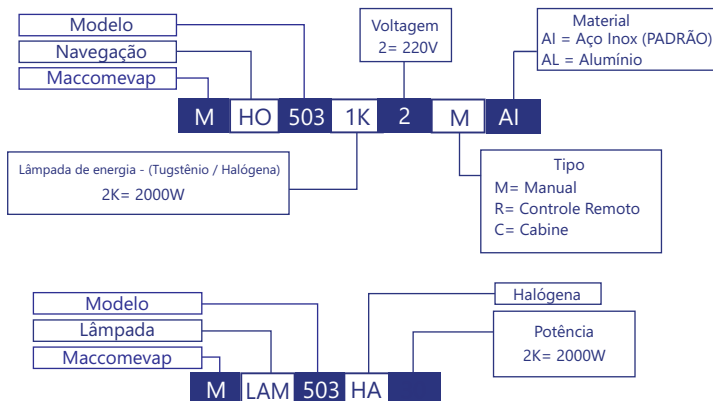 Modelo
Navegação
Maccomevap
Voltagem
2= 220V
Material
AI = Aço Inox (PADRÃO)
AL = Alumínio
M HO 503 1K 2 M AI
Lâmpada de energia - (Tugstênio / Halógena)
2K= 2000W
Tipo
M= Manual
R= Controle Remoto
C= Cabine
Modelo
Lâmpada
Maccomevap
Halógena
Potência
2K= 2000W
M LAM 503 HA